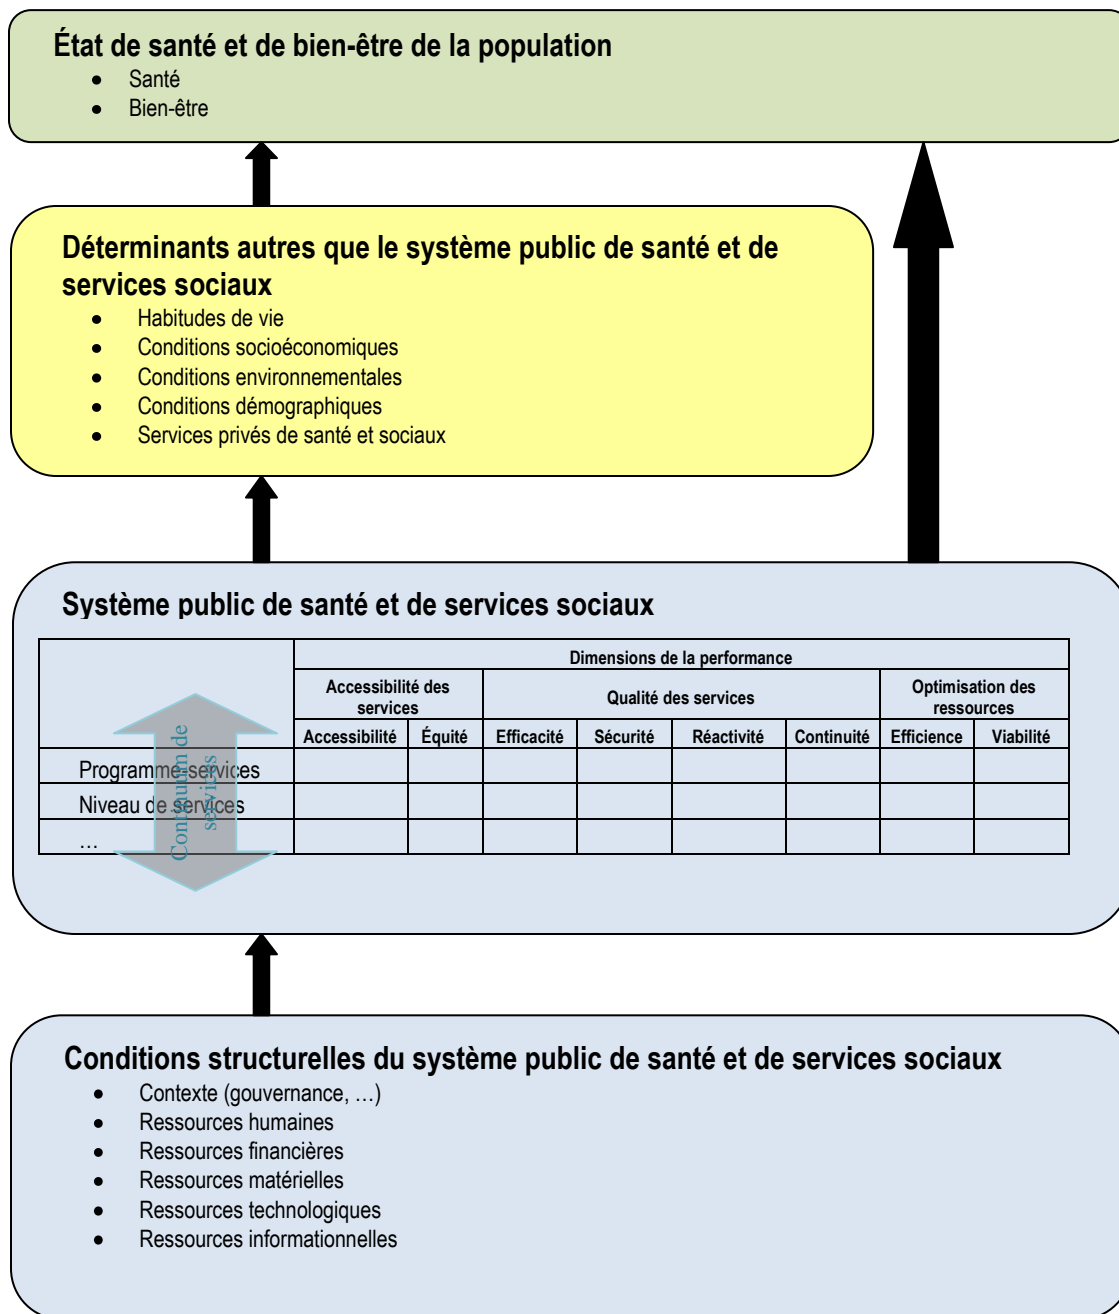 État de santé et de bien-être de la population
• Santé
• Bien-être
Déterminants autres que le système public de santé et de
services sociaux
• Habitudes de vie
• Conditions socioéconomiques
• Conditions environnementales
• Conditions démographiques
• Services privés de santé et sociaux
Système public de santé et de services sociaux
Dimensions de la performance
Accessibilité des
services
Qualité des services
Optimisation des
ressources
Accessibilité Équité Efficacité Sécurité Réactivité Continuité Efficience Viabilité
Programme-services
Niveau de services
…
Continuum de
services
Conditions structurelles du système public de santé et de services sociaux
• Contexte (gouvernance, …)
• Ressources humaines
• Ressources financières
• Ressources matérielles
• Ressources technologiques
• Ressources informationnelles